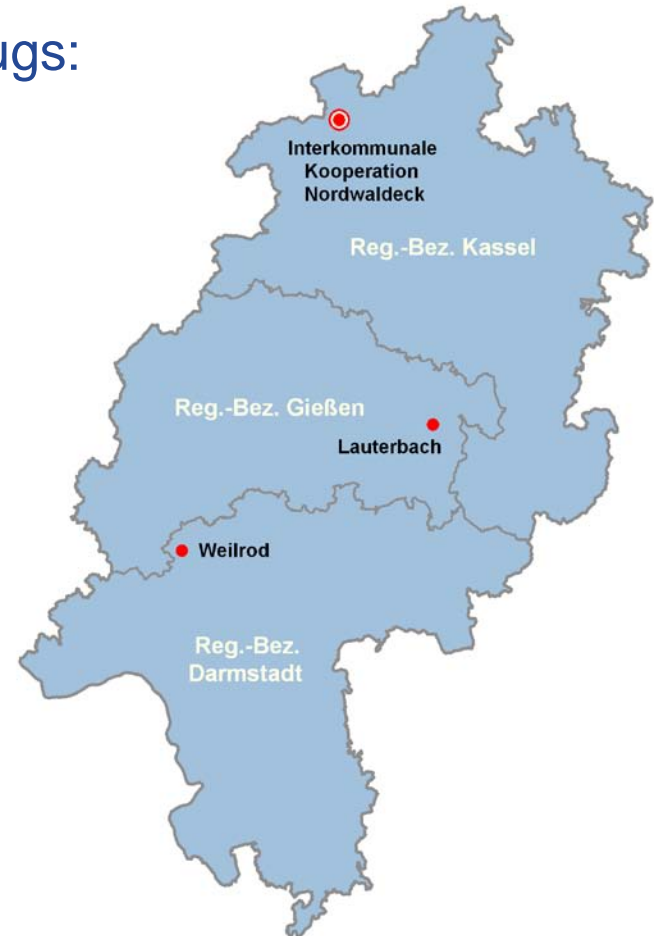 ugs:
Interkommunale
Kooperation
Nordwaldeck
Reg.-Bez. Kassel
Reg.-Bez. Gießen
Lauterbach
Weilrod
Reg.-Bez.
Darmstadt